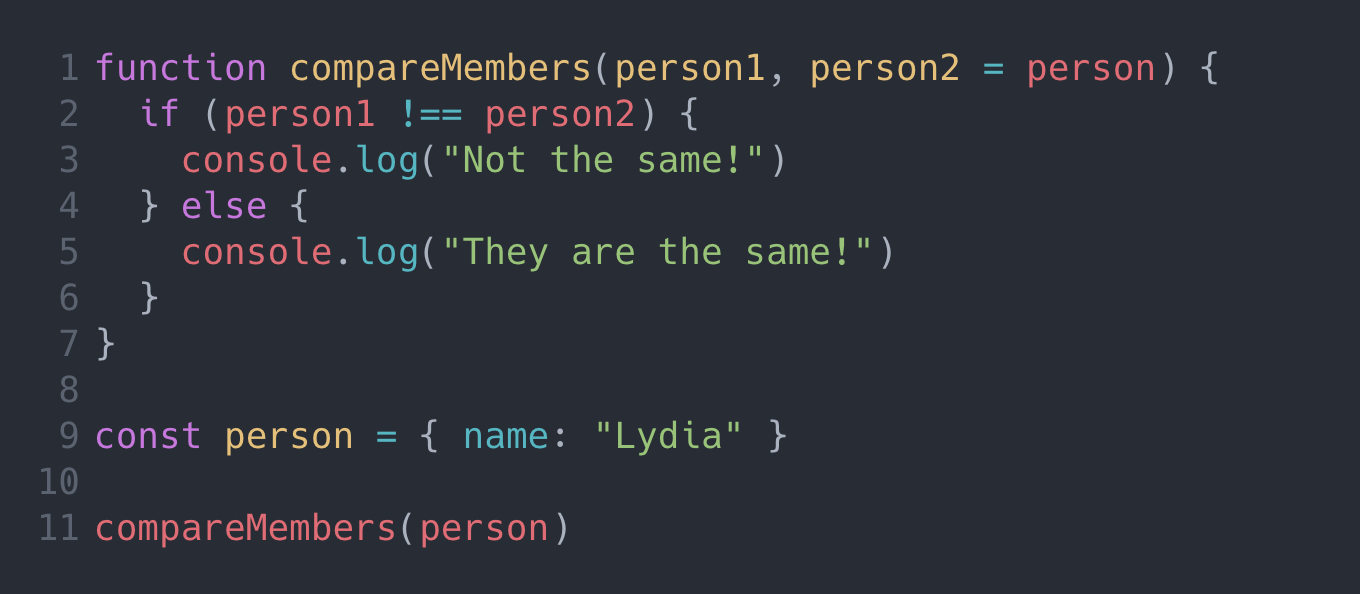 1 function compareMembers(person1, person2 = person) {
2   if (person1 !== person2) {
3     console.log("Not the same!")
4   } else {
5     console.log("They are the same!")
6   }
7 }
8
9 const person = { name: "Lydia" }
10
11 compareMembers(person)